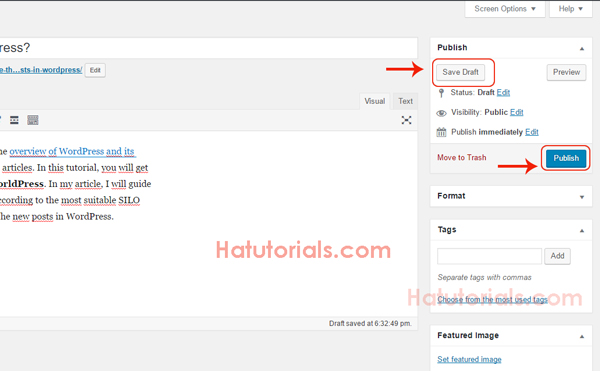 Screen Options Help
ress?
e-th…sts-in-wordpress/ Edit
Visual Text
he overview of WordPress and its
articles. In this tutorial, you will get
orldPress. In my article, I will guide
ccording to the most suitable SILO
he new posts in WordPress.
Hatutorials.com
Draft saved at 6:32:49 pm.
Publish
Save Draft Preview
Status: Draft Edit
Visibility: Public Edit
Publish immediately Edit
Move to Trash Publish
Format
Tags
Add
Separate tags with commas
Hatutorials.com
Choose from the most used tags
Featured Image
Set featured image